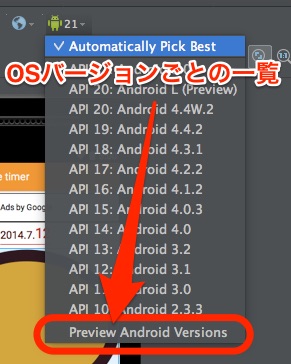 21
1:1
Automatically Pick Best
OSバージョンごとの一覧
API 20: Android L (Preview)
API 20: Android 4.4W.2
API 19: Android 4.4.2
API 18: Android 4.3.1
API 17: Android 4.2.2
API 16: Android 4.1.2
API 15: Android 4.0.3
API 14: Android 4.0
API 13: Android 3.2
API 12: Android 3.1
API 1 Android 3.0
API 10 Android 2.3.3
Preview Android Versions
e timer
Ads by Goog
2014.7.1